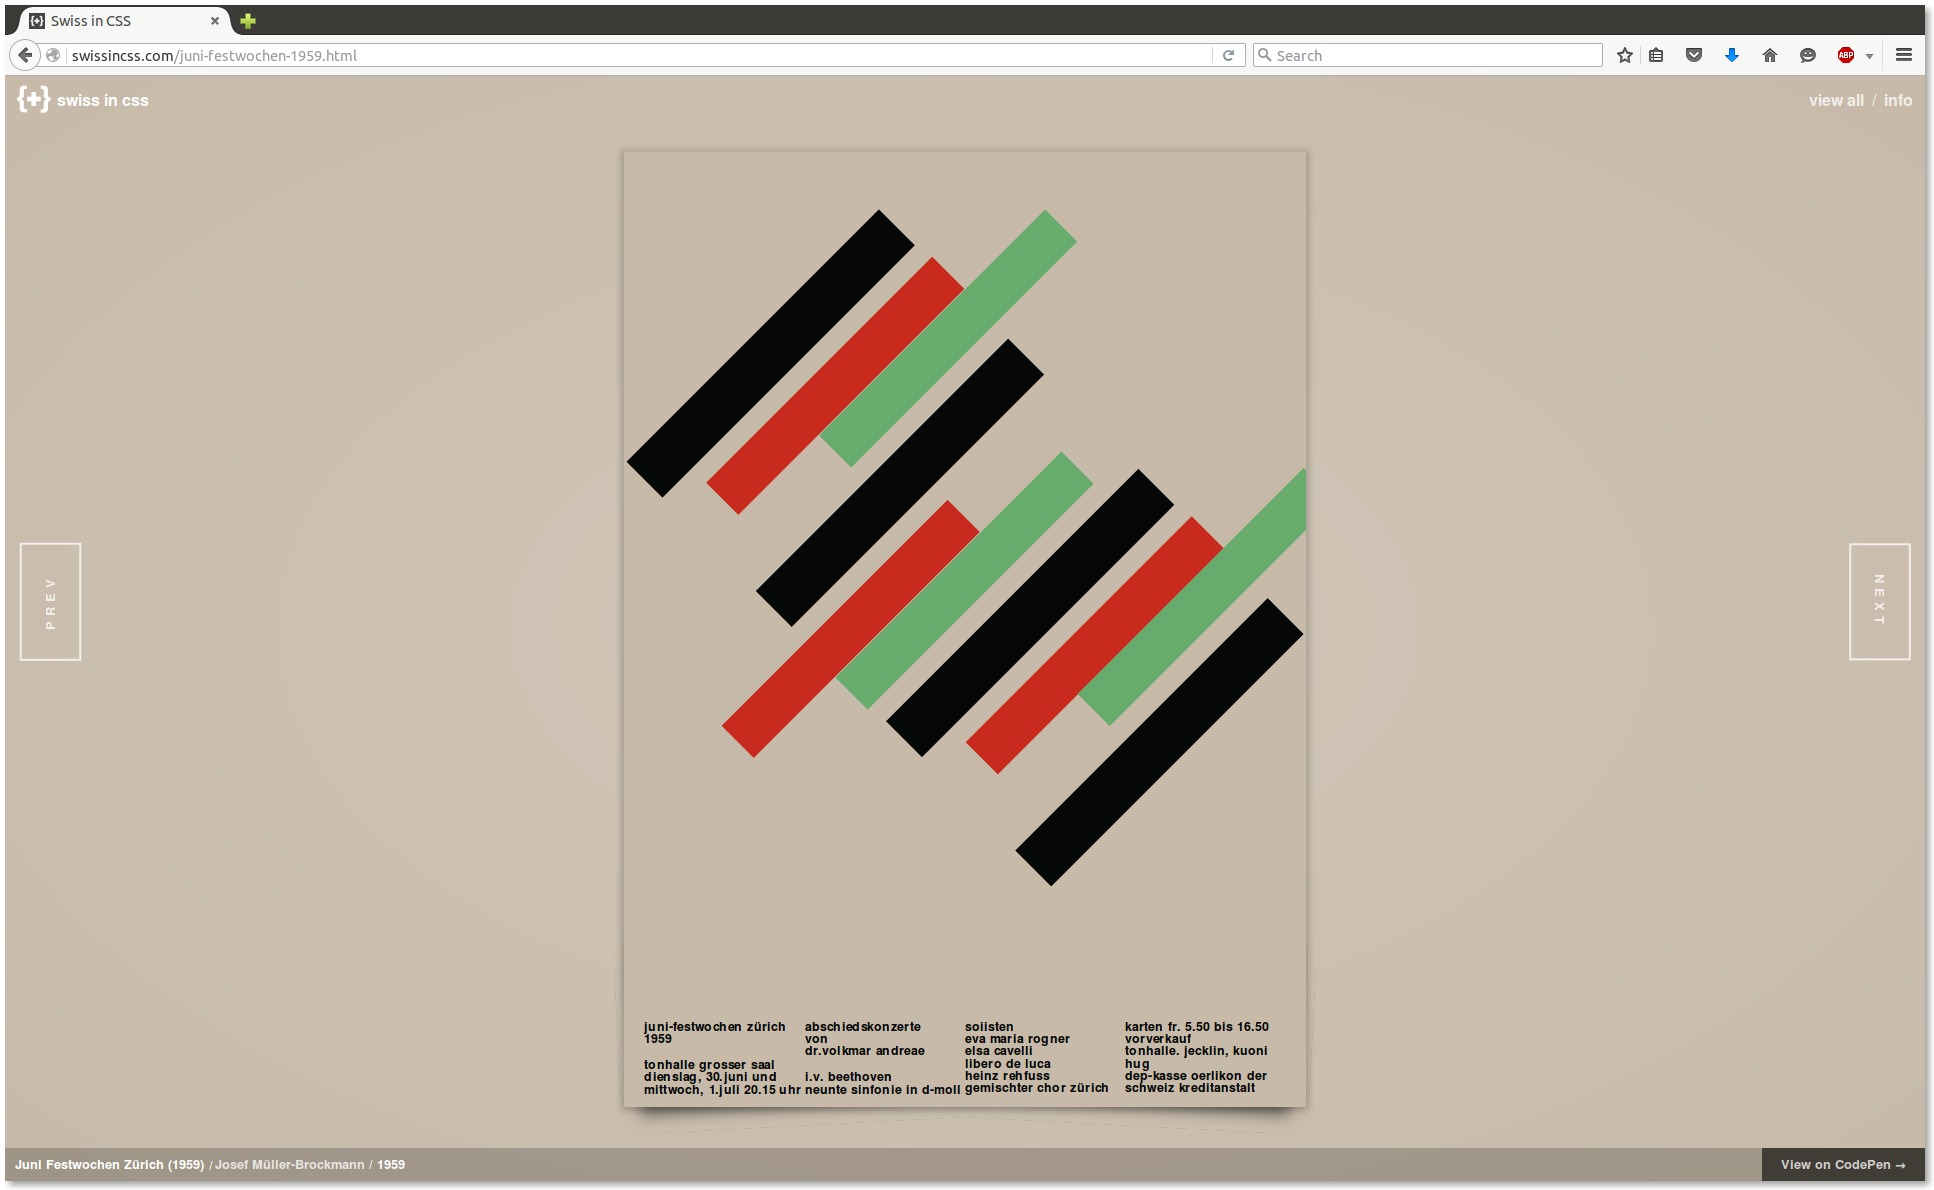 Swiss in CSS
swissincss.com/juni-festwochen-1959.html
Search
ABP
{+} swiss in css
view all / info
PREV
NEXT
juni-festwochen zürich
1959
tonhalle grosser saal
dienslag, 30.juni und
mittwoch, 1.juli 20.15 uhr
abschiedskonzerte
von
dr.volkmar andreae
i.v. beethoven
neunte sinfonie in d-moll
soiisten
eva maria rogner
elsa cavelli
libero de luca
heinz rehfuss
gemischter chor zürich
karten fr. 5.50 bis 16.50
vorverkauf
tonhalle. jecklin, kuoni
hug
dep-kasse oerlikon der
schweiz kreditanstalt
Juni Festwochen Zürich (1959) / Josef Müller-Brockmann / 1959
View on CodePen →